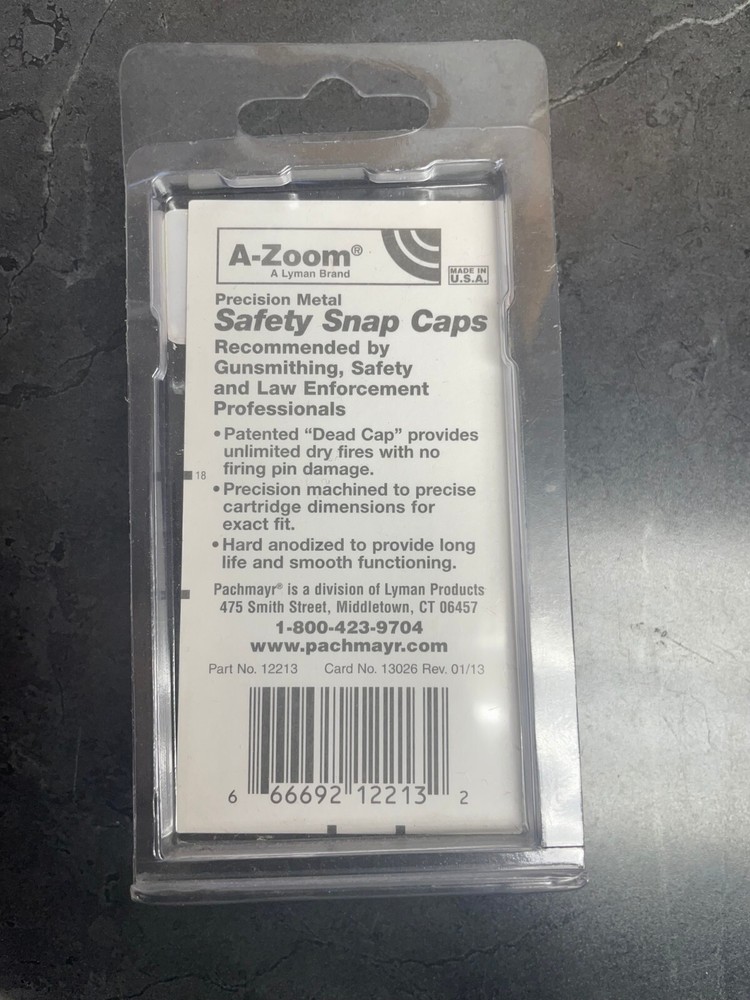 A-Zoom®
A Lyman Brand
MADE IN
U.S.A.
Precision Metal
Safety Snap Caps
Recommended by
Gunsmithing, Safety
and Law Enforcement
Professionals
• Patented “Dead Cap” provides
unlimited dry fires with no
firing pin damage.
18
• Precision machined to precise
cartridge dimensions for
exact fit.
• Hard anodized to provide long
life and smooth functioning.
Pachmayr® is a division of Lyman Products
475 Smith Street, Middletown, CT 06457
1-800-423-9704
www.pachmayr.com
Part No. 12213 Card No. 13026 Rev. 01/13
6 66692 12213 2